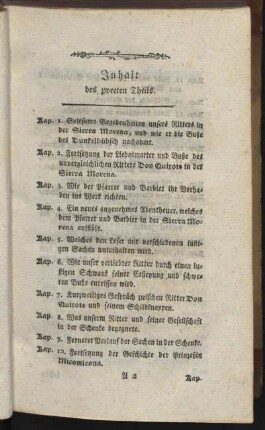 Inhalt
des zweeten Theils.
Kap. 1. Seltsame Begebenheiten unsers Ritters in
der Sierra Morena, und wie er die Buße
des Dunkelhübsch nachahmt.
Kap. 2. Fortsetzung der Liebesmarter und Buße des
unvergleichlichen Ritters Don Quixote in der
Sierra Morena.
Kap. 3. Wie der Pfarrer und Barbier ihr Vorha-
ben ins Werk richten.
Kap. 4. Ein neues angenehmes Abentheuer, welches
dem Pfarrer und Barbier in der Sierra Mo-
rena aufstößt.
Kap. 5. Welches den Leser mit verschiedenen lusti-
gen Sachen unterhalten wird.
Kap. 6. Wie unser verliebter Ritter durch einen lu-
stigen Schwank seiner Casteyung und schwe-
ren Buße entrissen wird.
Kap. 7. Kurzweiliges Gespräch zwischen Ritter Don
Quixote und seinem Schildknappen.
Kap. 8. Was unserm Ritter und seiner Gesellschaft
in der Schenke begegnete.
Kap. 9. Fernerer Verlauf der Sachen in der Schenke.
Kap. 10. Fortsetzung der Geschichte der Prinzeßin
Micomicona.
A 2
Kap.